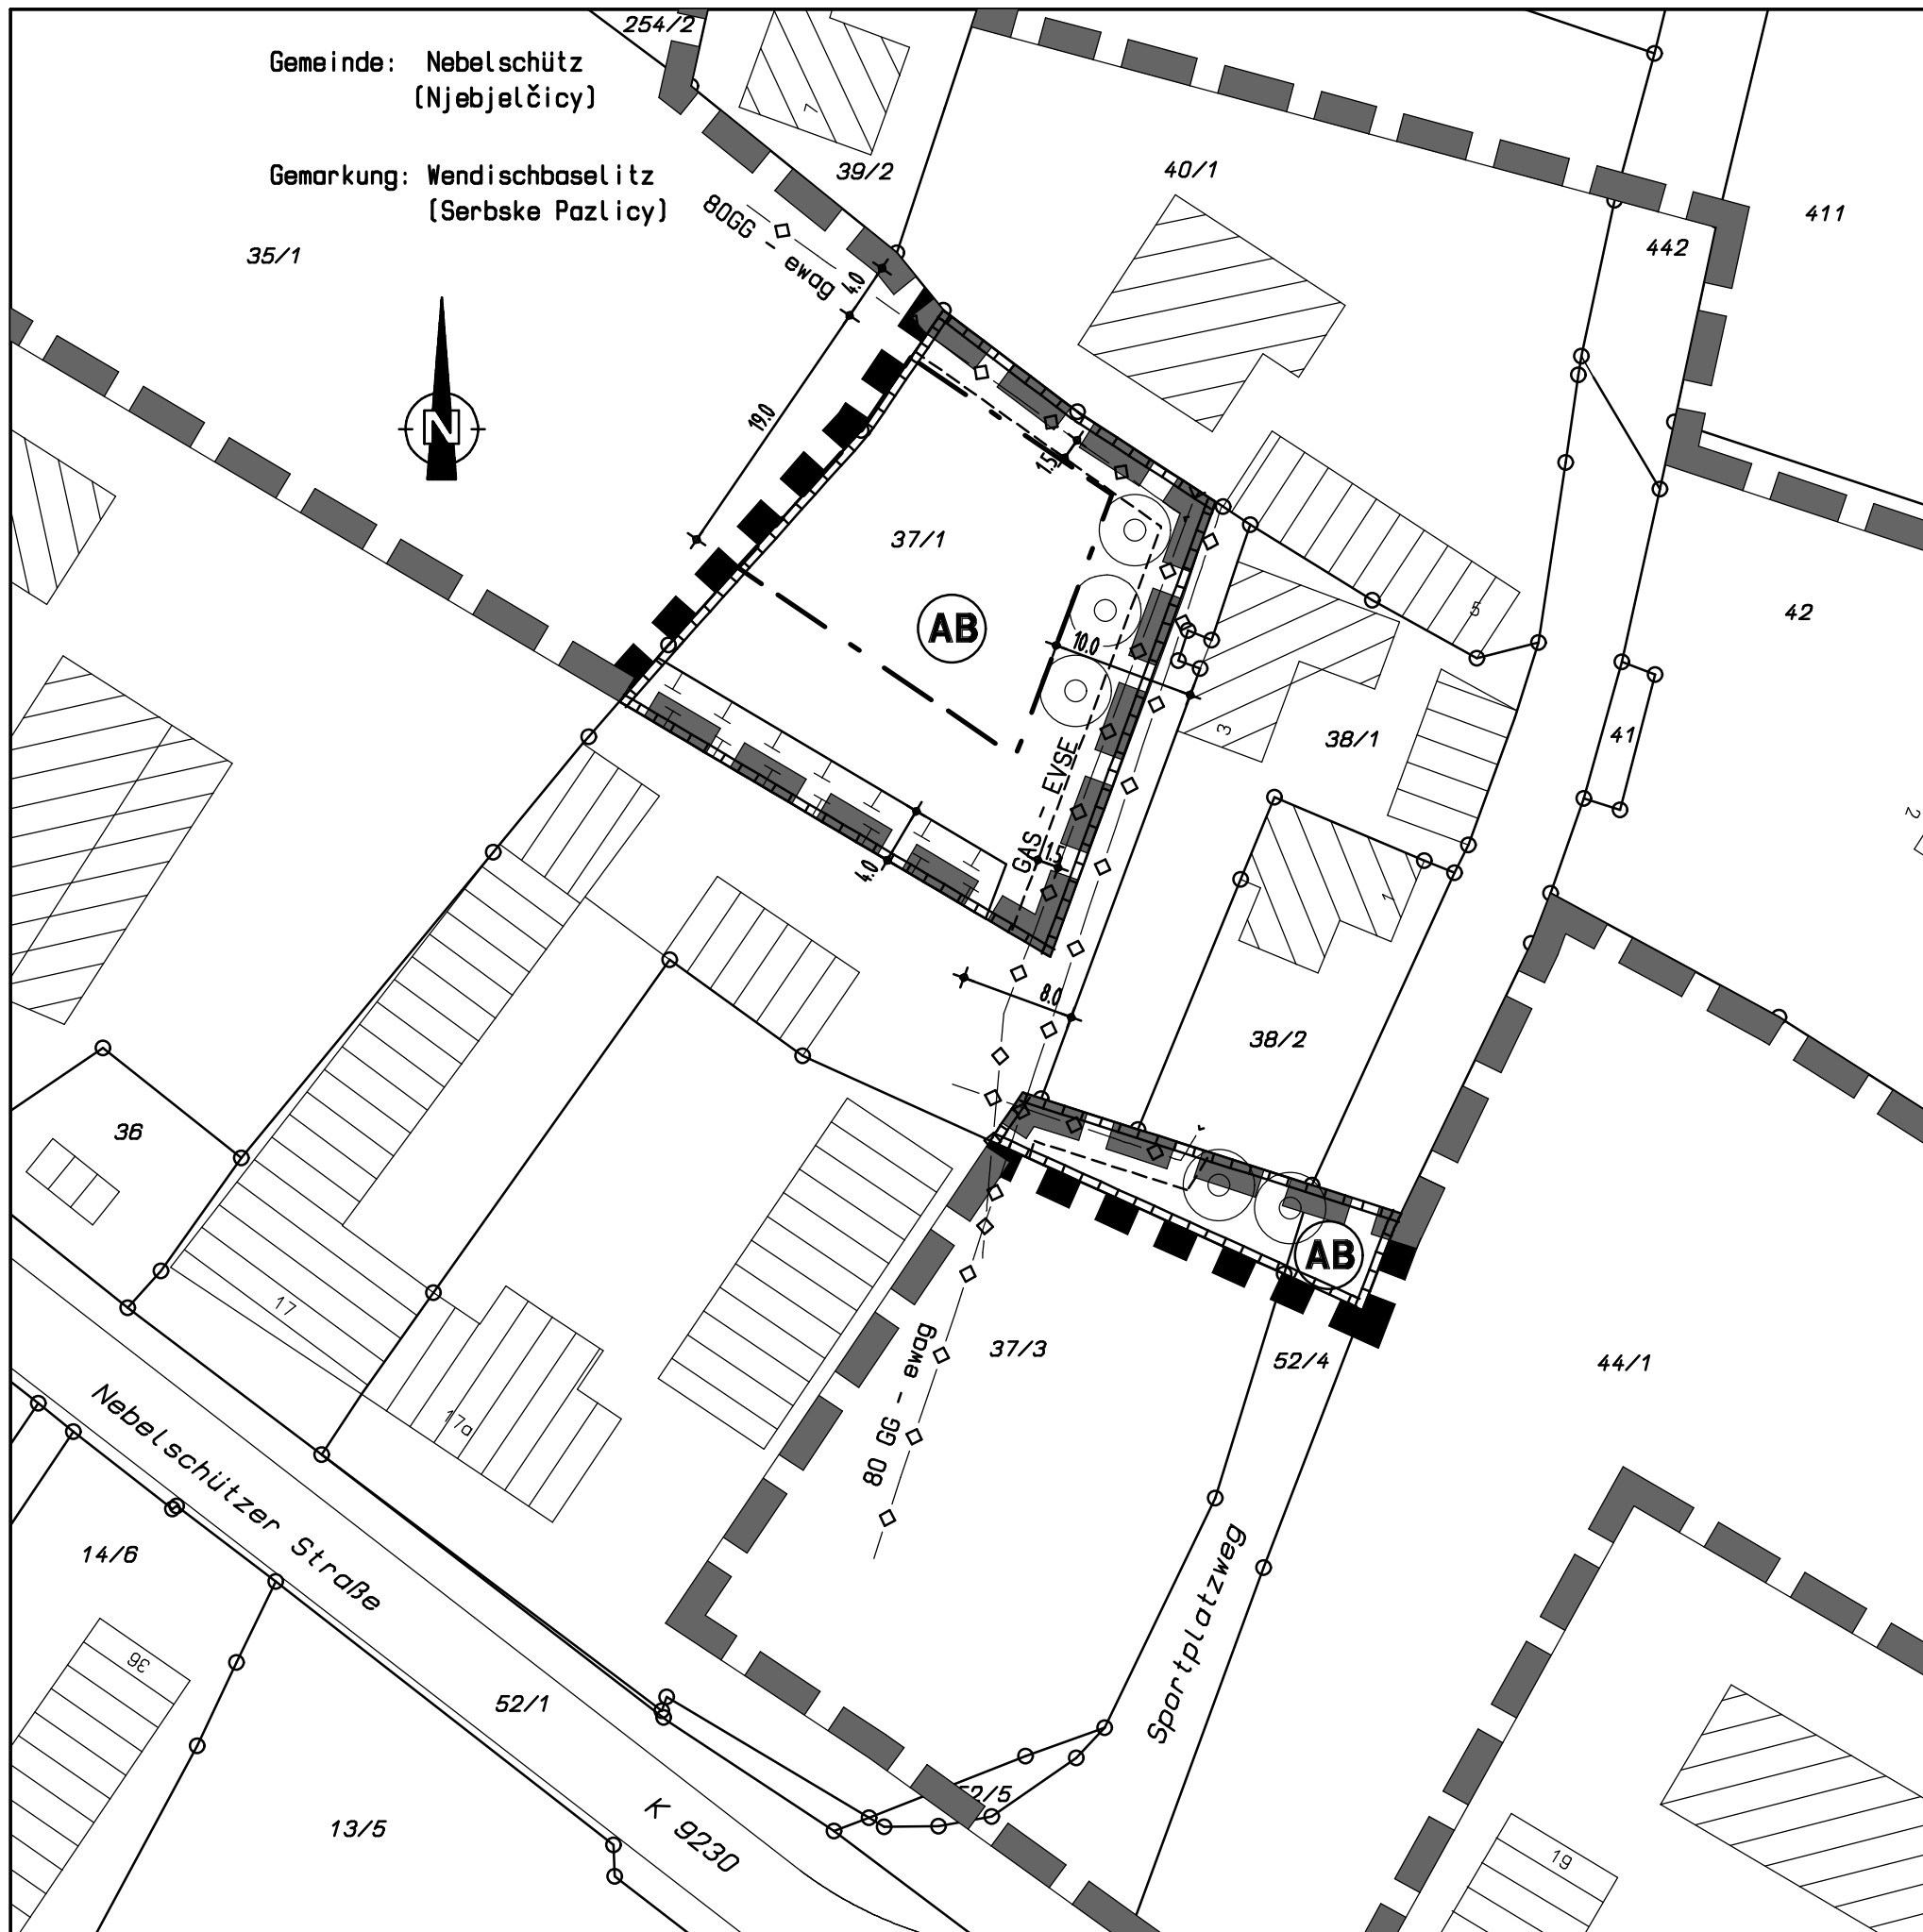 254/2
Gemeinde: Nebelschütz
(Njebjelčicy)
7
39/2
40/1
Gemarkung: Wendischbaselitz
(Serbske Pazlicy)
411
80GG - ewag
442
35/1
4.0
19.0
N
1.5
37/1
5
42
AB
10.0
3
38/1
41
GAS - EVSE
2
1.5
4.0
1
8.0
38/2
36
AB
17
80 GG - ewag
37/3
52/4
44/1
Nebelschützer Straße
17a
14/6
Sportplatzweg
36
52/1
52/5
K 9230
13/5
19